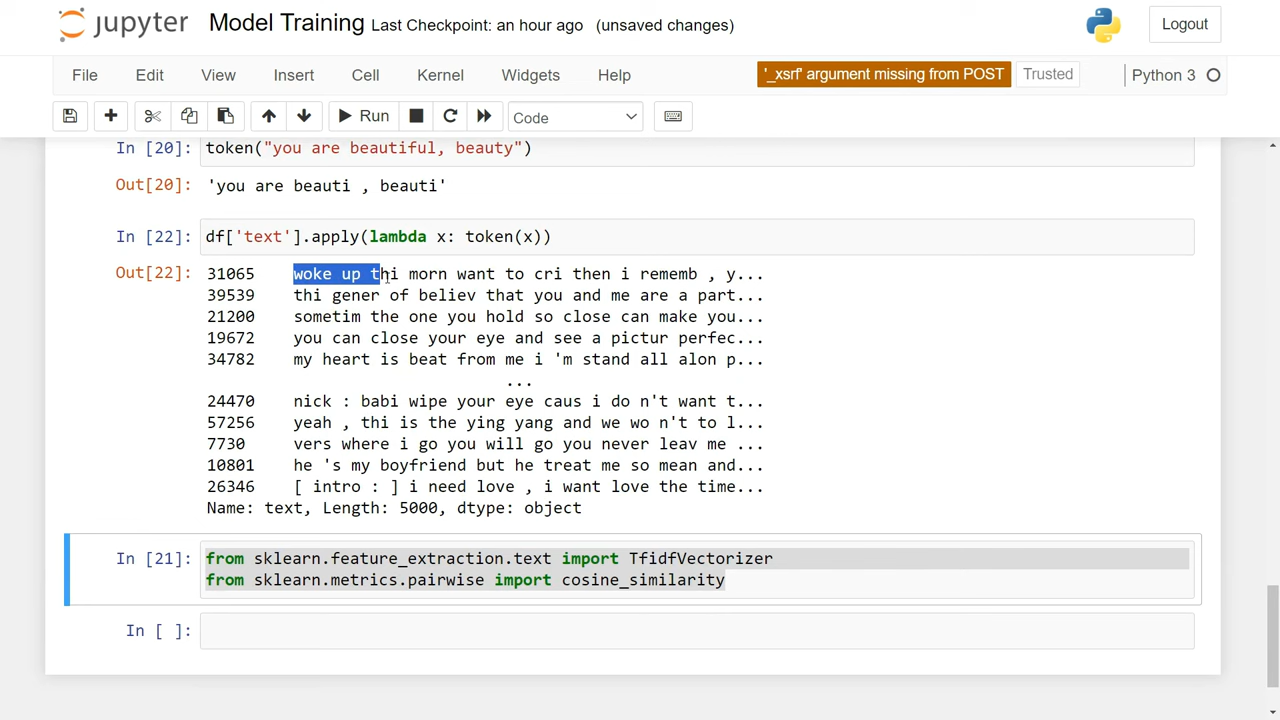 jupyter Model Training Last Checkpoint: an hour ago (unsaved changes) Logout
File Edit View Insert Cell Kernel Widgets Help '_xsrf' argument missing from POST Trusted Python 3
Run Code
In [20]: token("you are beautiful, beauty")
Out[20]: 'you are beauti , beauti'
In [22]: df['text'].apply(lambda x: token(x))
Out[22]: 31065 woke up thi morn want to cri then i rememb , y...
39539 thi gener of believ that you and me are a part...
21200 sometim the one you hold so close can make you...
19672 you can close your eye and see a pictur perfec...
34782 my heart is beat from me i 'm stand all alon p...
...
24470 nick : babi wipe your eye caus i do n't want t...
57256 yeah , thi is the ying yang and we wo n't to l...
7730 vers where i go you will go you never leav me ...
10801 he 's my boyfriend but he treat me so mean and...
26346 [ intro : ] i need love , i want love the time...
Name: text, Length: 5000, dtype: object
In [21]: from sklearn.feature_extraction.text import TfidfVectorizer
from sklearn.metrics.pairwise import cosine_similarity
In [ ]: